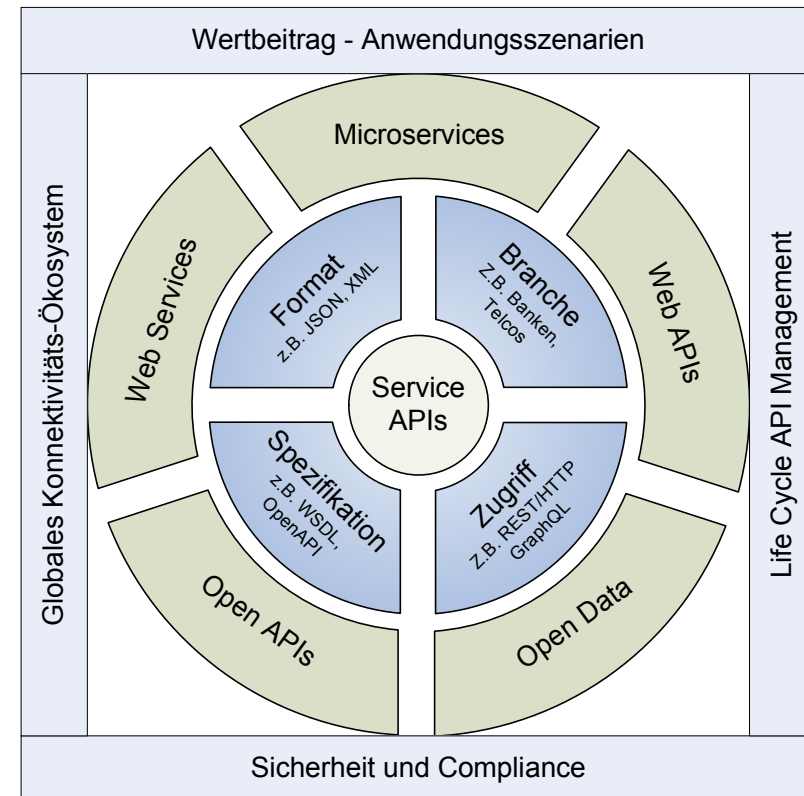 Wertbeitrag - Anwendungsszenarien
Globales Konnektivitäts-Ökosystem
Life Cycle API Management
Microservices
Web Services
Web APIs
Format
z.B. JSON, XML
Branche
Z.B. Banken,
Telcos
Service
APIs
Spezifikation
z.B. WSDL,
OpenAPI
Zugriff
Z.B. REST/HTTP
GraphQL
Open APIs
Open Data
Sicherheit und Compliance